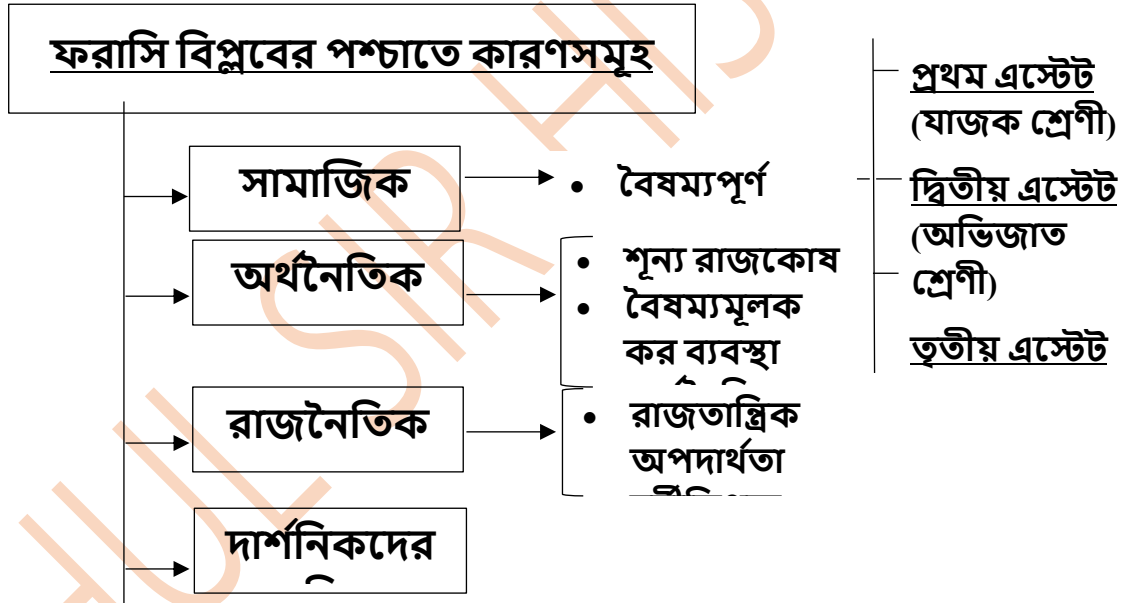 ফরাসি বিপ্লবের পশ্চাতে কারণসমূহ
সামাজিক
বৈষম্যপূর্ণ
প্রথম এস্টেট
(যাজক শ্রেণী)
দ্বিতীয় এস্টেট
(অভিজাত
শ্রেণী)
তৃতীয় এস্টেট
অর্থনৈতিক
শূন্য রাজকোষ
বৈষম্যমূলক
কর ব্যবস্থা
রাজনৈতিক
রাজতান্ত্রিক
অপদার্থতা
দার্শনিকদের
SIR